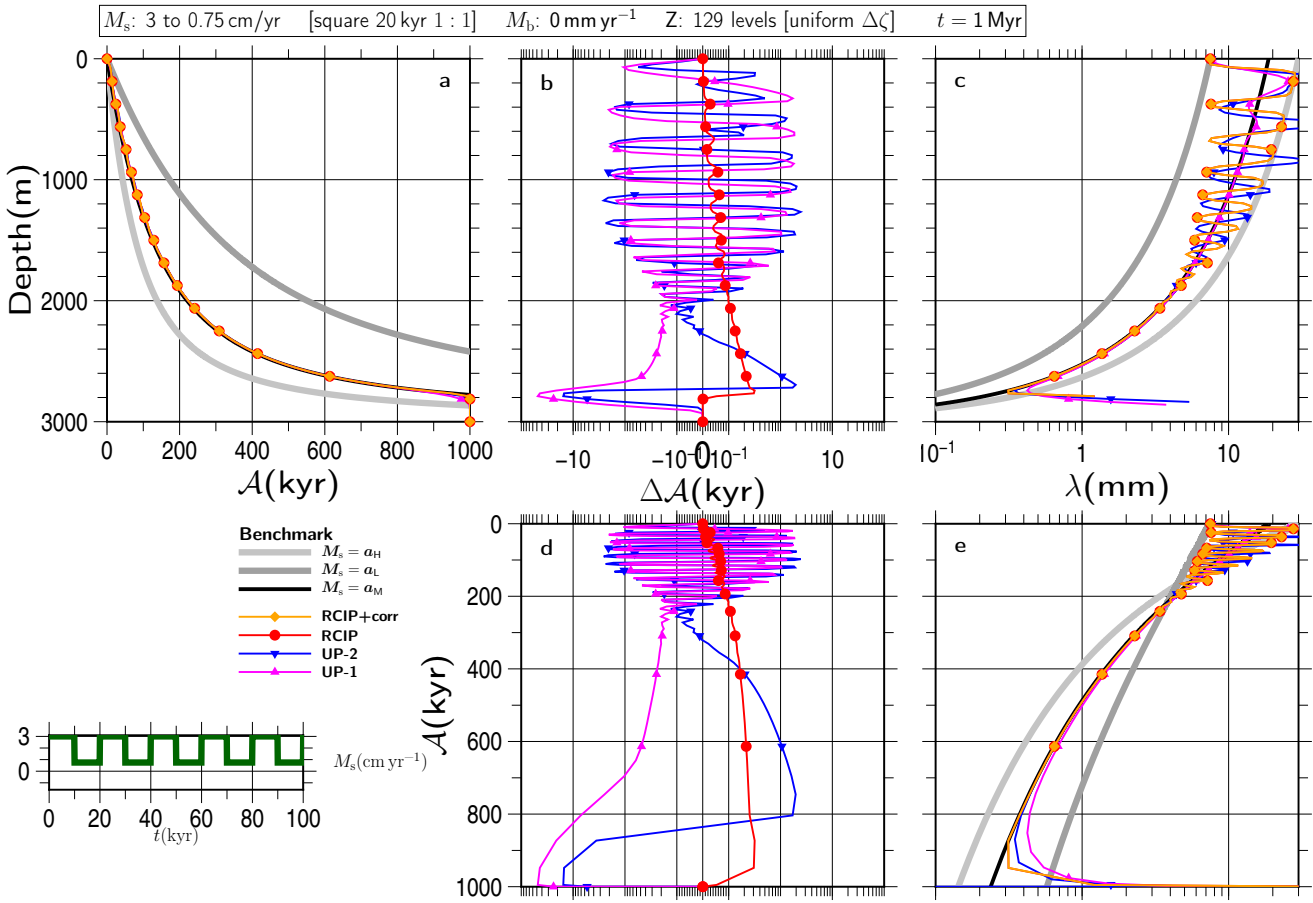 Mₛ: 3 to 0.75 cm/yr [square 20 kyr 1 : 1] M_b: 0 mm yr⁻¹ Z: 129 levels [uniform Δζ] t = 1 Myr
a
b
c
0
1000
2000
3000
Depth(m)
0 200 400 600 800 1000
𝒜(kyr)
−10 −10⁻¹ 0 10⁻¹ 10
Δ𝒜(kyr)
10⁻¹ 1 10
λ(mm)
Benchmark
Mₛ = a_H
Mₛ = a_L
Mₛ = a_M
RCIP+corr
RCIP
UP-2
UP-1
3
0
Mₛ(cm yr⁻¹)
0 20 40 60 80 100
t(kyr)
d
e
0
200
400
600
800
1000
𝒜(kyr)